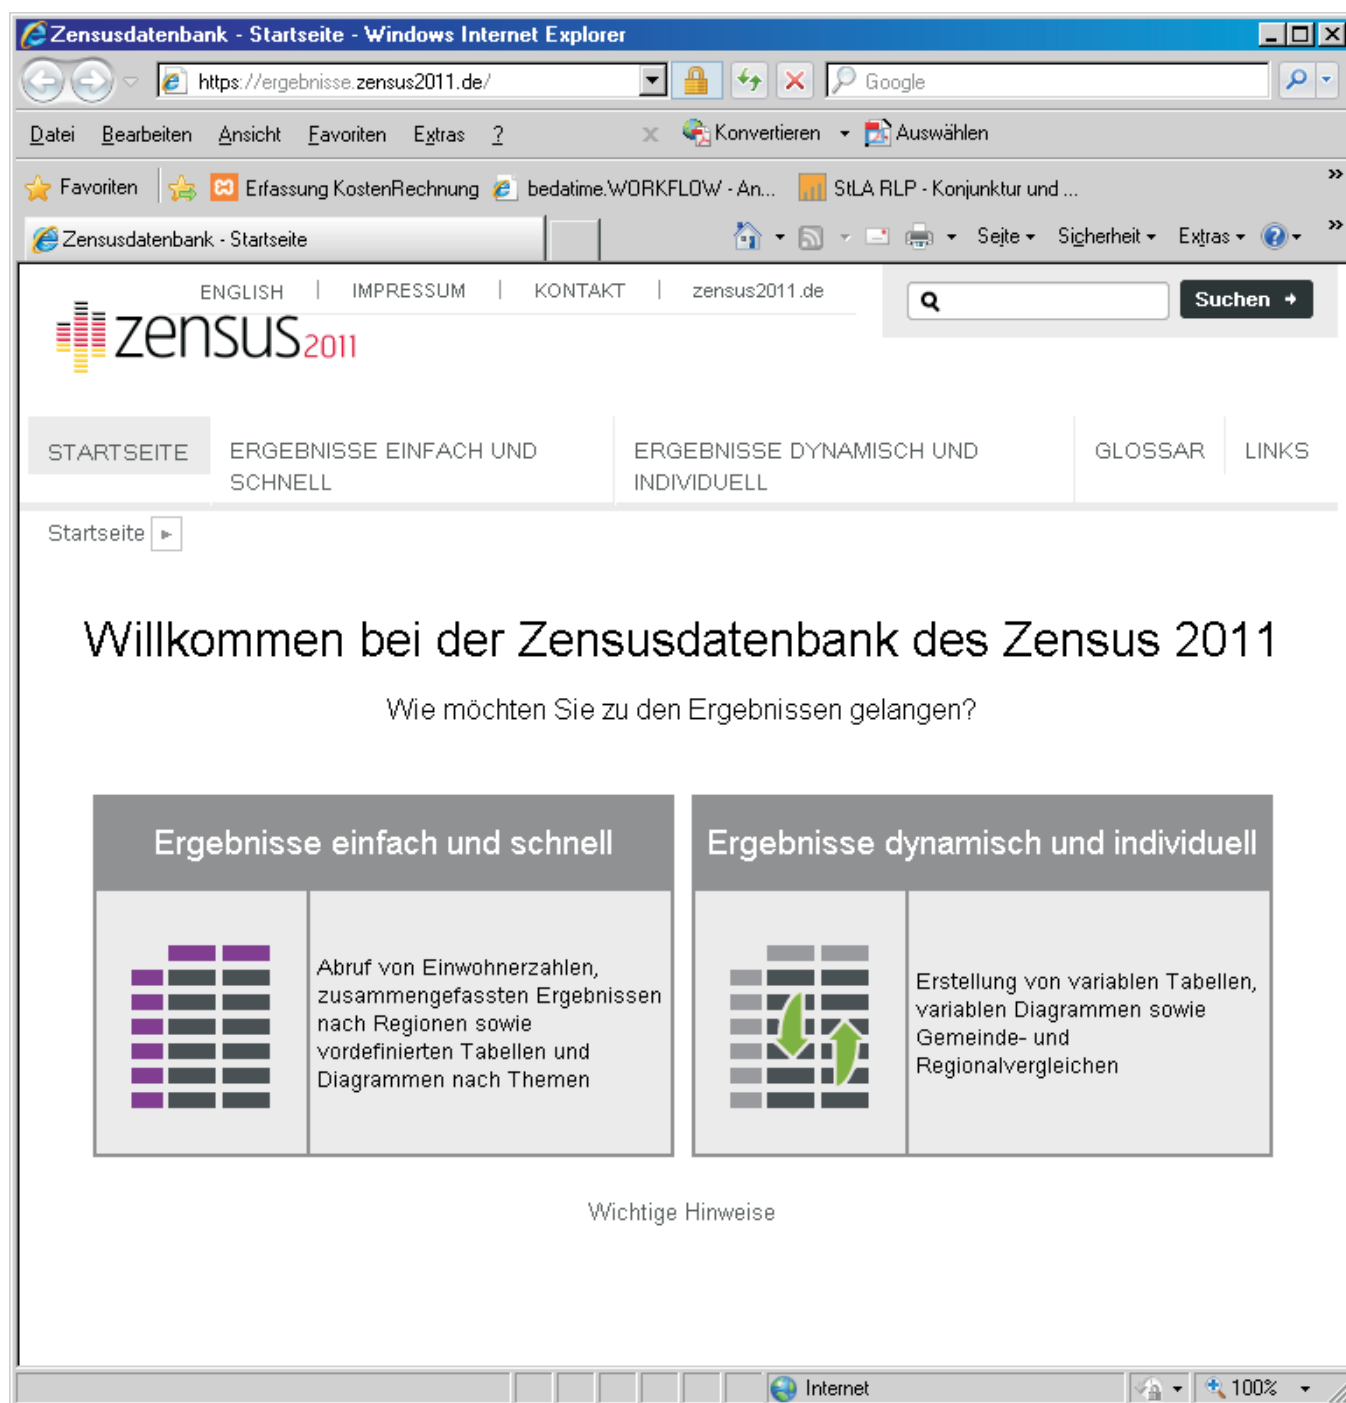 Zensusdatenbank - Startseite - Windows Internet Explorer
https://ergebnisse.zensus2011.de/
Google
Datei Bearbeiten Ansicht Favoriten Extras ?
x Konvertieren Auswählen
Favoriten Erfassung KostenRechnung bedatime.WORKFLOW - An... StLA RLP - Konjunktur und ... »
Zensusdatenbank - Startseite
Seite Sicherheit Extras »
ENGLISH | IMPRESSUM | KONTAKT | zensus2011.de
Suchen
zensus2011
STARTSEITE
ERGEBNISSE EINFACH UND
SCHNELL
ERGEBNISSE DYNAMISCH UND
INDIVIDUELL
GLOSSAR
LINKS
Startseite
Willkommen bei der Zensusdatenbank des Zensus 2011
Wie möchten Sie zu den Ergebnissen gelangen?
Ergebnisse einfach und schnell
Abruf von Einwohnerzahlen,
zusammengefassten Ergebnissen
nach Regionen sowie
vordefinierten Tabellen und
Diagrammen nach Themen
Ergebnisse dynamisch und individuell
Erstellung von variablen Tabellen,
variablen Diagrammen sowie
Gemeinde- und
Regionalvergleichen
Wichtige Hinweise
Internet
100%